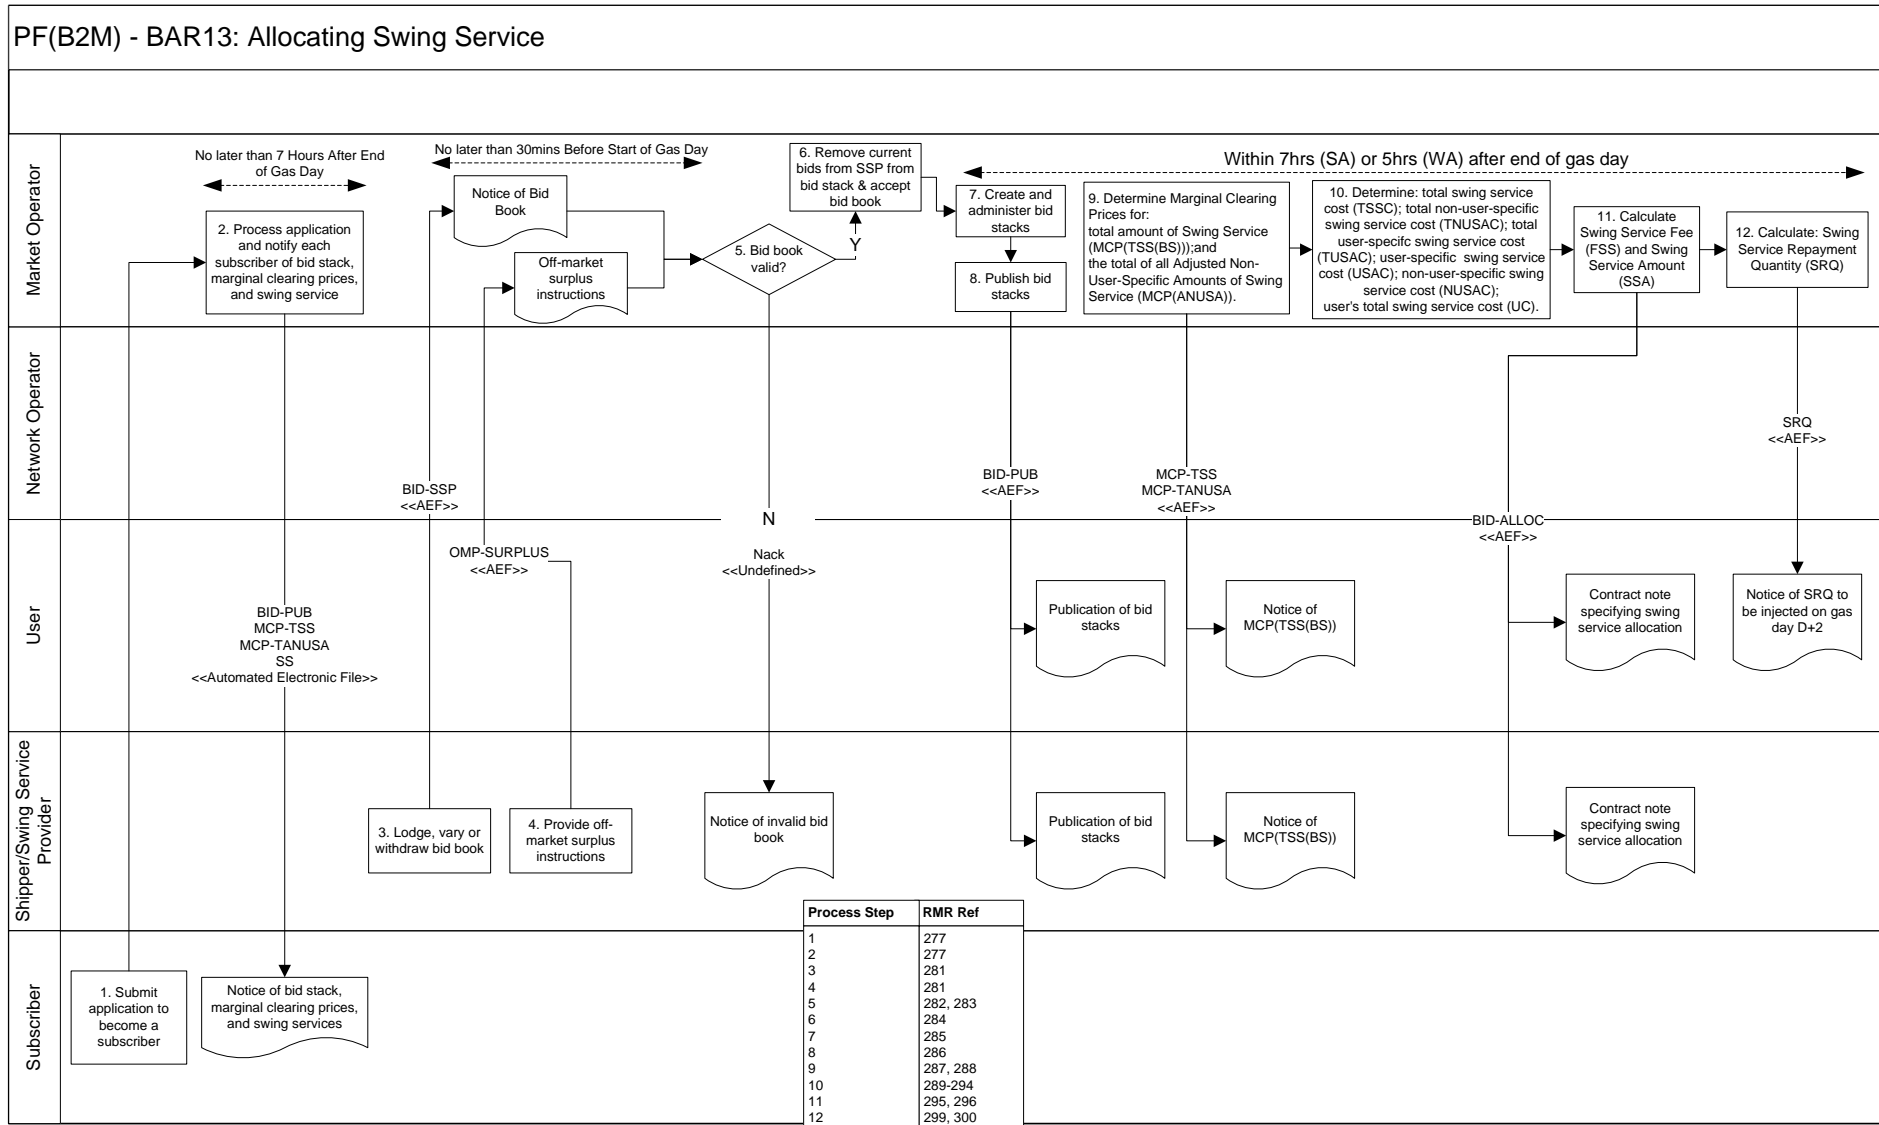 PF(B2M) - BAR13: Allocating Swing Service
Market Operator
No later than 7 Hours After End
of Gas Day
2. Process application
and notify each
subscriber of bid stack,
marginal clearing prices,
and swing service
No later than 30mins Before Start of Gas Day
Notice of Bid
Book
Off-market
surplus
instructions
5. Bid book
valid?
Y
6. Remove current
bids from SSP from
bid stack & accept
bid book
Within 7hrs (SA) or 5hrs (WA) after end of gas day
7. Create and
administer bid
stacks
8. Publish bid
stacks
9. Determine Marginal Clearing
Prices for:
total amount of Swing Service
(MCP(TSS(BS)));and
the total of all Adjusted Non-
User-Specific Amounts of Swing
Service (MCP(ANUSA)).
10. Determine: total swing service
cost (TSSC); total non-user-specific
swing service cost (TNUSAC); total
user-specifc swing service cost
(TUSAC); user-specific  swing service
cost (USAC); non-user-specific swing
service cost (NUSAC);
user's total swing service cost (UC).
11. Calculate
Swing Service Fee
(FSS) and Swing
Service Amount
(SSA)
12. Calculate: Swing
Service Repayment
Quantity (SRQ)
Network Operator
BID-SSP
<<AEF>>
N
BID-PUB
<<AEF>>
MCP-TSS
MCP-TANUSA
<<AEF>>
BID-ALLOC
<<AEF>>
SRQ
<<AEF>>
User
BID-PUB
MCP-TSS
MCP-TANUSA
SS
<<Automated Electronic File>>
OMP-SURPLUS
<<AEF>>
Nack
<<Undefined>>
Publication of bid
stacks
Notice of
MCP(TSS(BS))
Contract note
specifying swing
service allocation
Notice of SRQ to
be injected on gas
day D+2
Shipper/Swing Service
Provider
3. Lodge, vary or
withdraw bid book
4. Provide off-
market surplus
instructions
Notice of invalid bid
book
Publication of bid
stacks
Notice of
MCP(TSS(BS))
Contract note
specifying swing
service allocation
Subscriber
1. Submit
application to
become a
subscriber
Notice of bid stack,
marginal clearing prices,
and swing services
Process Step RMR Ref
1 277
2 277
3 281
4 281
5 282, 283
6 284
7 285
8 286
9 287, 288
10 289-294
11 295, 296
12 299, 300